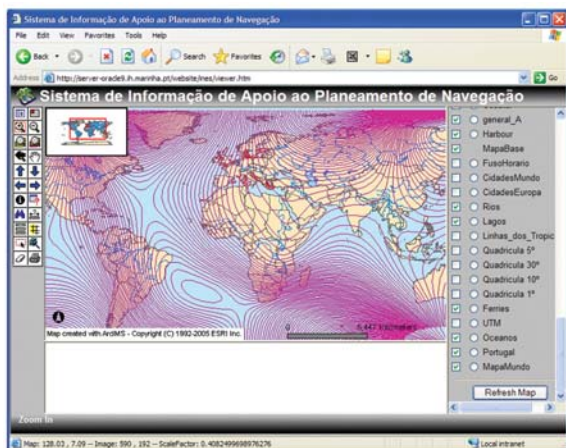 Sistema de Informação de Apoio ao Planeamento de Navegação
File Edit View Favorites Tools Help
Back Search Favorites
Address http://server-oracle9.ih.marinha.pt/website/ines/viewer.htm Go
Sistema de Informação de Apoio ao Planeamento de Navegação
general_A
Harbour
MapaBase
FusoHorario
CidadesMundo
CidadesEuropa
Rios
Lagos
Linhas_dos_Tropic
Quadricula 5º
Quadricula 30º
Quadricula 10º
Quadricula 1º
Ferries
UTM
Oceanos
Portugal
MapaMundo
Refresh Map
0
Map created with ArcIMS - Copyright (C) 1992-2005 ESRI Inc.
Zoom In
Map: 128.03 , 7.09 -- Image: 590 , 192 -- ScaleFactor: 0.4082499698976276 Local intranet